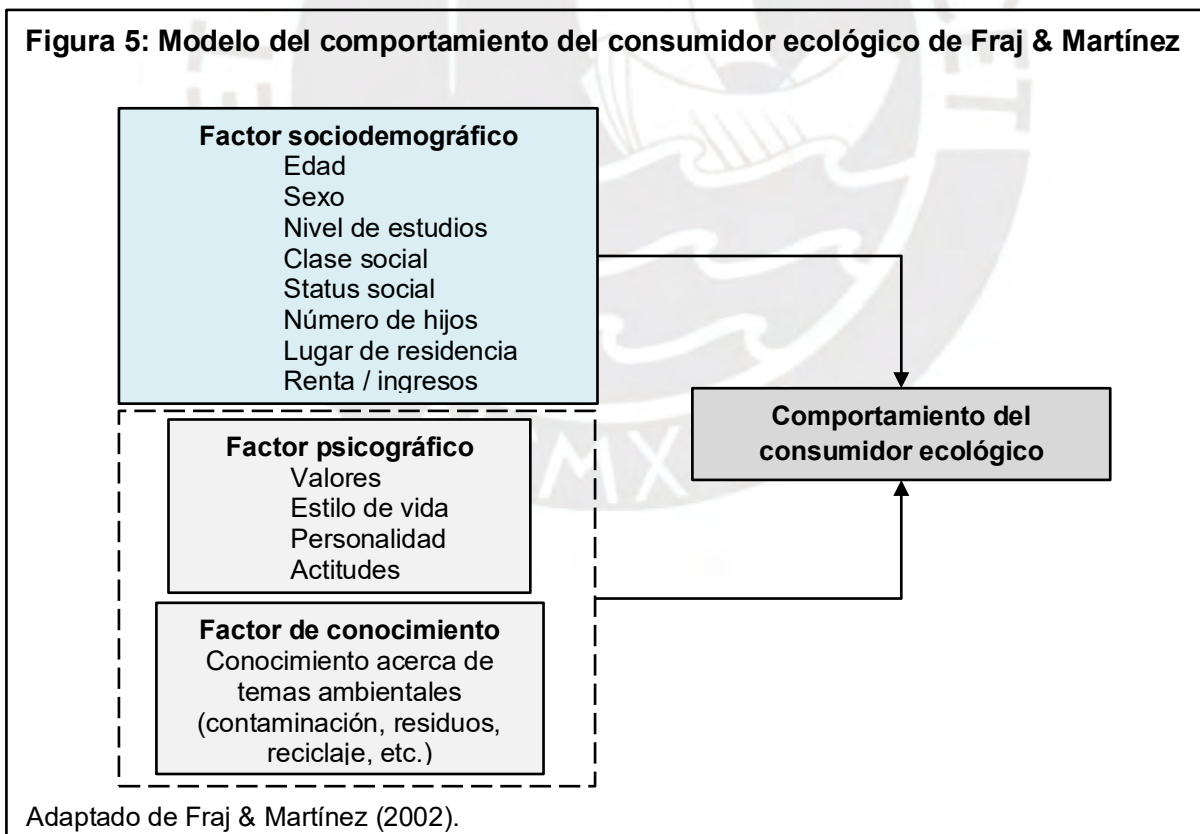 Figura 5: Modelo del comportamiento del consumidor ecológico de Fraj & Martínez
Factor sociodemográfico
Edad
Sexo
Nivel de estudios
Clase social
Status social
Número de hijos
Lugar de residencia
Renta / ingresos
Factor psicográfico
Valores
Estilo de vida
Personalidad
Actitudes
Factor de conocimiento
Conocimiento acerca de
temas ambientales
(contaminación, residuos,
reciclaje, etc.)
Comportamiento del
consumidor ecológico
Adaptado de Fraj & Martínez (2002).